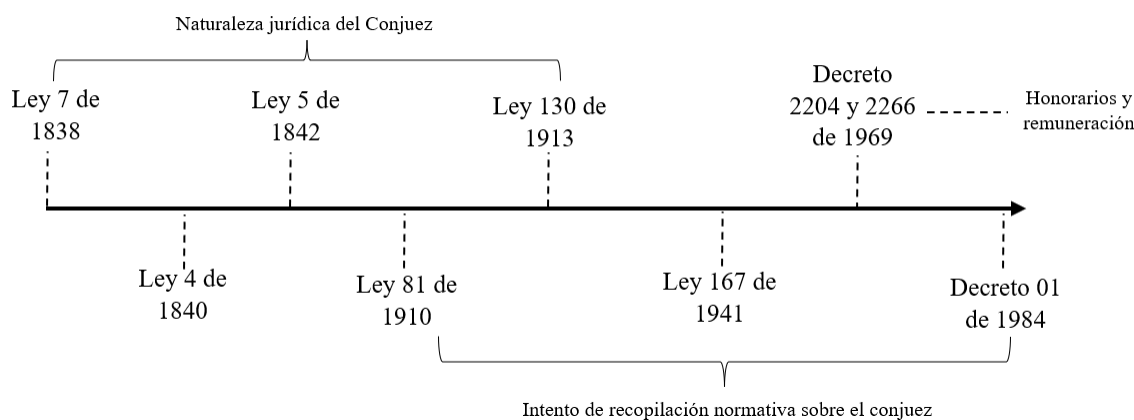 Naturaleza jurídica del Conjuez
Ley 7 de
1838
Ley 5 de
1842
Ley 130 de
1913
Decreto
2204 y 2266
de 1969
Honorarios y
remuneración
Ley 4 de
1840
Ley 81 de
1910
Ley 167 de
1941
Decreto 01
de 1984
Intento de recopilación normativa sobre el conjuez